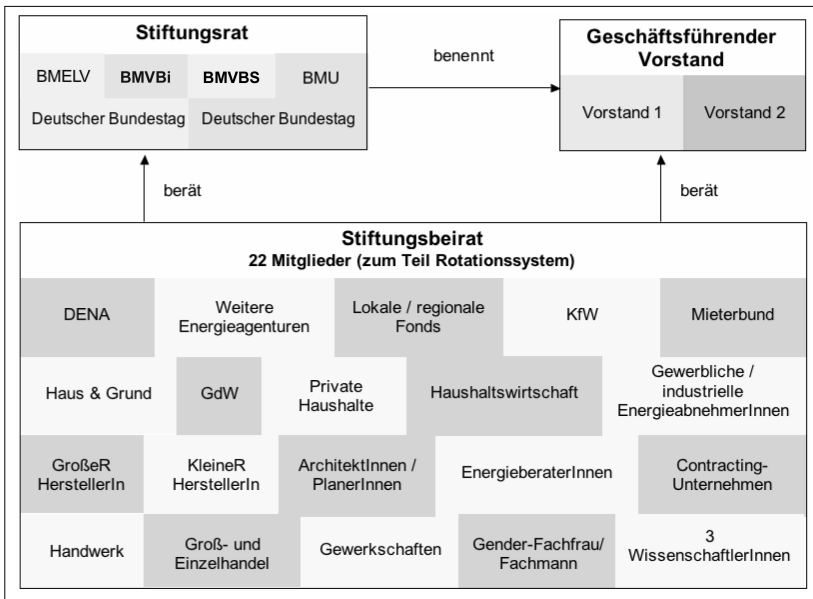 Stiftungsrat
BMELV
BMVBi
BMVBS
BMU
Deutscher Bundestag
Deutscher Bundestag
benennt
Geschäftsführender
Vorstand
Vorstand 1
Vorstand 2
berät
berät
Stiftungsbeirat
22 Mitglieder (zum Teil Rotationssystem)
DENA
Weitere
Energieagenturen
Lokale / regionale
Fonds
KfW
Mieterbund
Haus & Grund
GdW
Private
Haushalte
Haushaltswirtschaft
Gewerbliche /
industrielle
EnergieabnehmerInnen
GroßeR
HerstellerIn
KleineR
HerstellerIn
ArchitektInnen /
PlanerInnen
EnergieberaterInnen
Contracting-
Unternehmen
Handwerk
Groß- und
Einzelhandel
Gewerkschaften
Gender-Fachfrau/
Fachmann
3
WissenschaftlerInnen